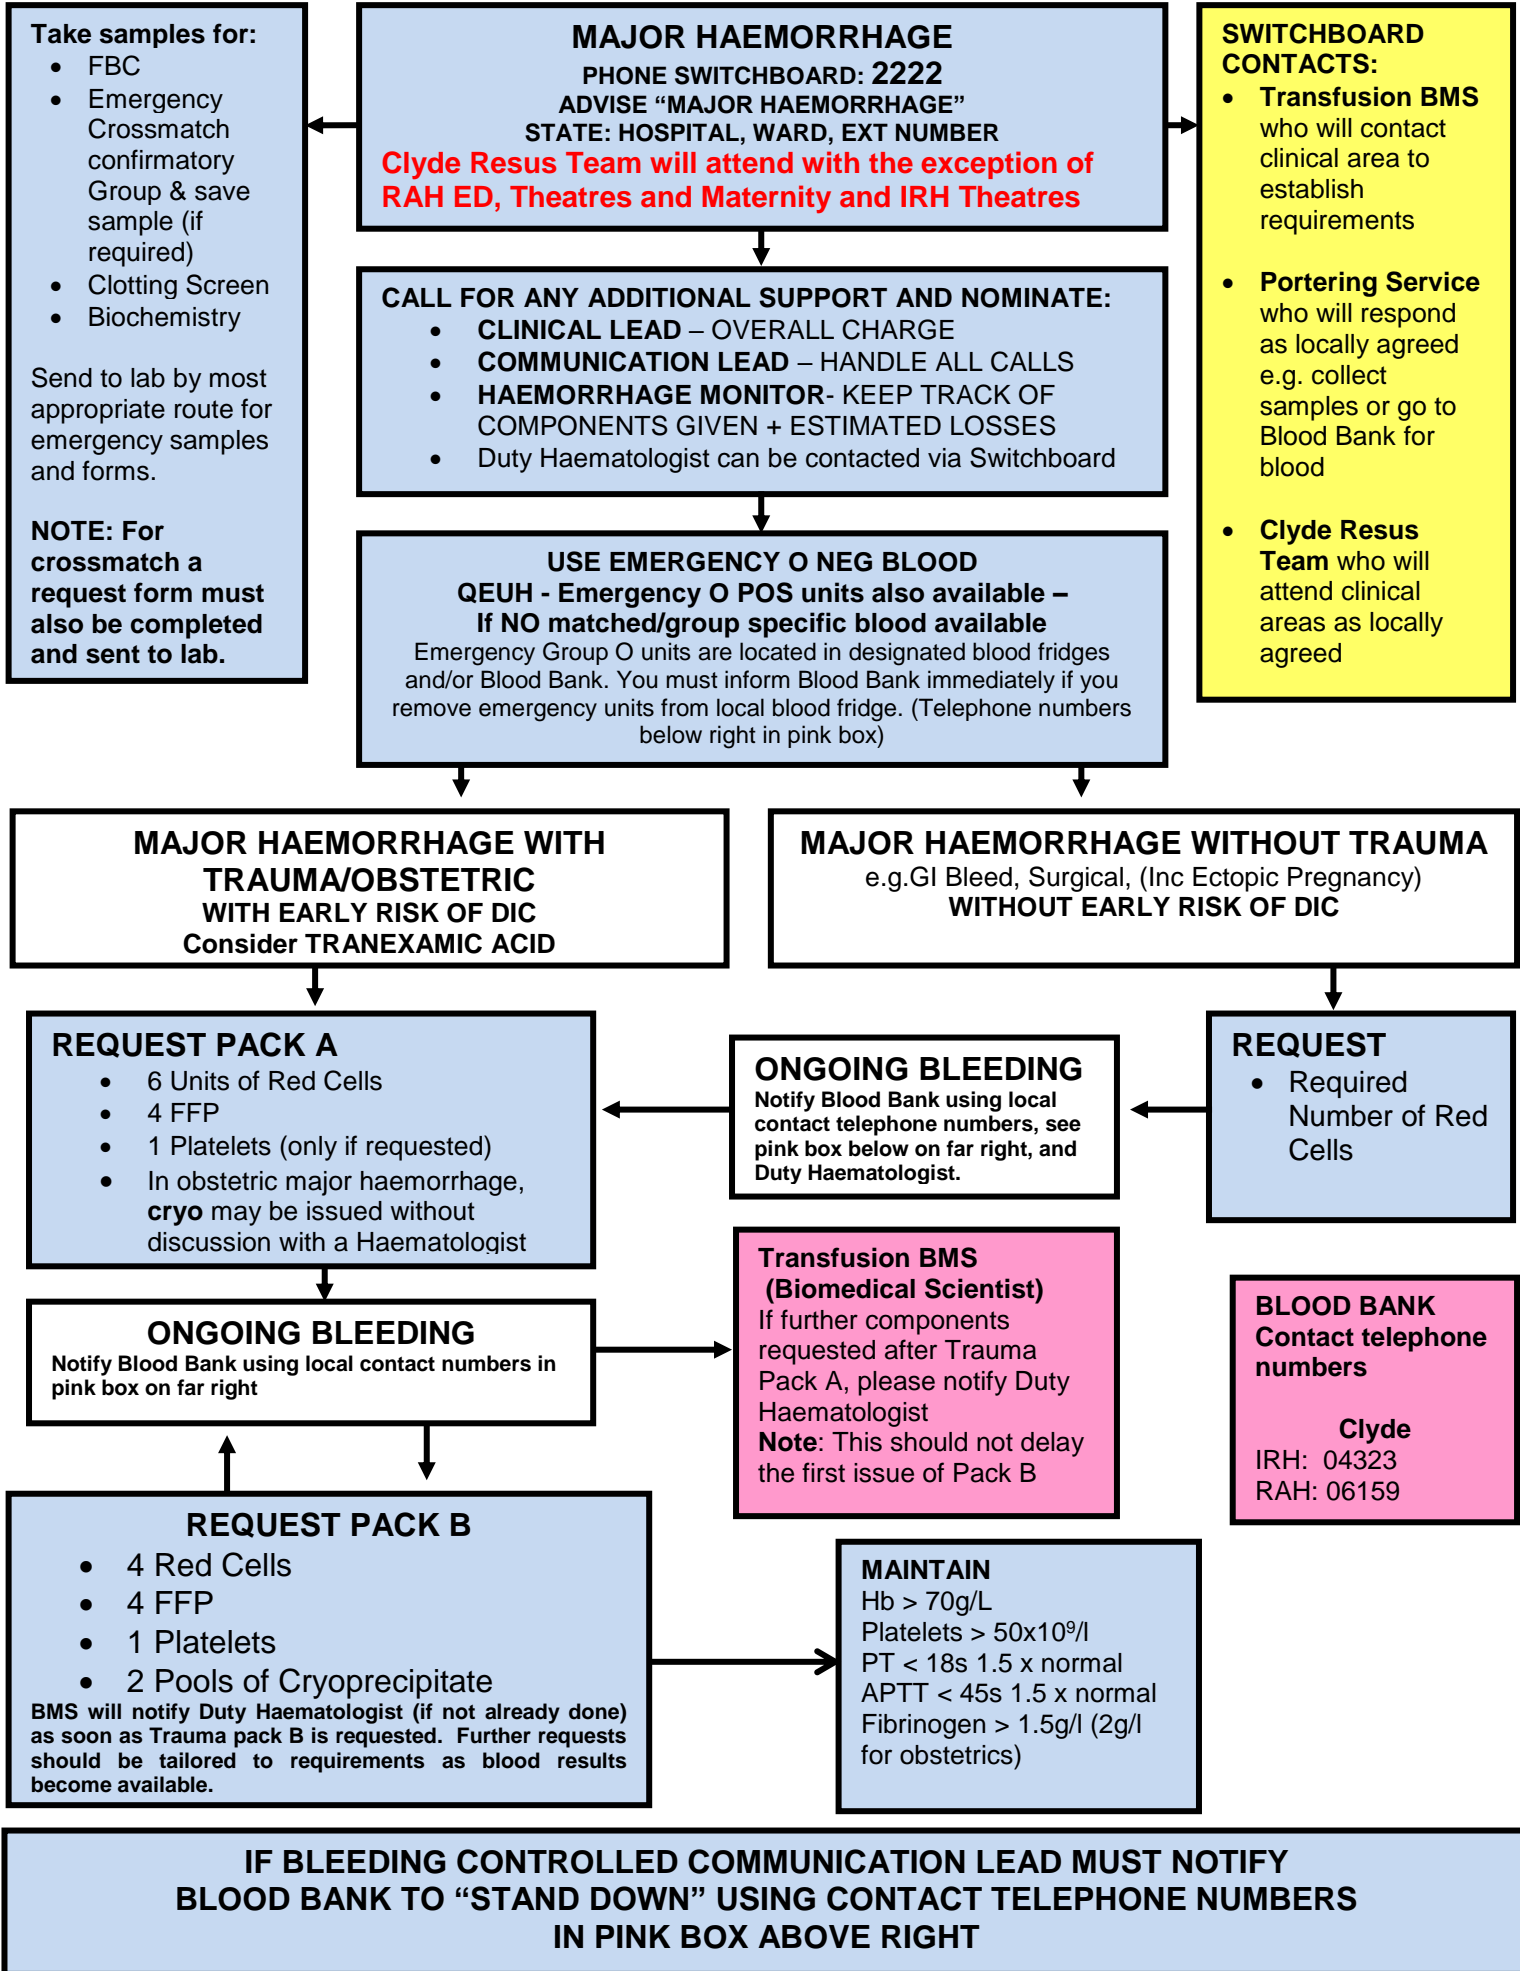 Take samples for:
• FBC
• Emergency
Crossmatch
confirmatory
Group & save
sample (if
required)
• Clotting Screen
• Biochemistry
Send to lab by most
appropriate route for
emergency samples
and forms.
NOTE: For
crossmatch a
request form must
also be completed
and sent to lab.
MAJOR HAEMORRHAGE
PHONE SWITCHBOARD: 2222
ADVISE “MAJOR HAEMORRHAGE”
STATE: HOSPITAL, WARD, EXT NUMBER
Clyde Resus Team will attend with the exception of
RAH ED, Theatres and Maternity and IRH Theatres
SWITCHBOARD
CONTACTS:
• Transfusion BMS
who will contact
clinical area to
establish
requirements
• Portering Service
who will respond
as locally agreed
e.g. collect
samples or go to
Blood Bank for
blood
• Clyde Resus
Team who will
attend clinical
areas as locally
agreed
CALL FOR ANY ADDITIONAL SUPPORT AND NOMINATE:
• CLINICAL LEAD – OVERALL CHARGE
• COMMUNICATION LEAD – HANDLE ALL CALLS
• HAEMORRHAGE MONITOR- KEEP TRACK OF
COMPONENTS GIVEN + ESTIMATED LOSSES
• Duty Haematologist can be contacted via Switchboard
USE EMERGENCY O NEG BLOOD
QEUH - Emergency O POS units also available –
If NO matched/group specific blood available
Emergency Group O units are located in designated blood fridges
and/or Blood Bank. You must inform Blood Bank immediately if you
remove emergency units from local blood fridge. (Telephone numbers
below right in pink box)
MAJOR HAEMORRHAGE WITH
TRAUMA/OBSTETRIC
WITH EARLY RISK OF DIC
Consider TRANEXAMIC ACID
MAJOR HAEMORRHAGE WITHOUT TRAUMA
e.g.GI Bleed, Surgical, (Inc Ectopic Pregnancy)
WITHOUT EARLY RISK OF DIC
REQUEST PACK A
• 6 Units of Red Cells
• 4 FFP
• 1 Platelets (only if requested)
• In obstetric major haemorrhage,
cryo may be issued without
discussion with a Haematologist
ONGOING BLEEDING
Notify Blood Bank using local
contact telephone numbers, see
pink box below on far right, and
Duty Haematologist.
REQUEST
• Required
Number of Red
Cells
ONGOING BLEEDING
Notify Blood Bank using local contact numbers in
pink box on far right
Transfusion BMS
(Biomedical Scientist)
If further components
requested after Trauma
Pack A, please notify Duty
Haematologist
Note: This should not delay
the first issue of Pack B
BLOOD BANK
Contact telephone
numbers
Clyde
IRH: 04323
RAH: 06159
REQUEST PACK B
• 4 Red Cells
• 4 FFP
• 1 Platelets
• 2 Pools of Cryoprecipitate
BMS will notify Duty Haematologist (if not already done)
as soon as Trauma pack B is requested. Further requests
should be tailored to requirements as blood results
become available.
MAINTAIN
Hb > 70g/L
Platelets > 50x10⁹/l
PT < 18s 1.5 x normal
APTT < 45s 1.5 x normal
Fibrinogen > 1.5g/l (2g/l
for obstetrics)
IF BLEEDING CONTROLLED COMMUNICATION LEAD MUST NOTIFY
BLOOD BANK TO “STAND DOWN” USING CONTACT TELEPHONE NUMBERS
IN PINK BOX ABOVE RIGHT